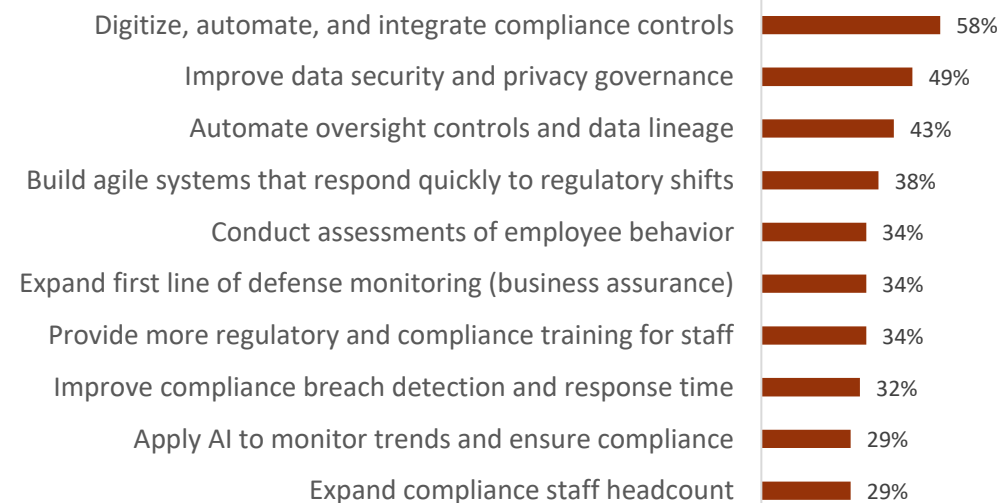 Digitize, automate, and integrate compliance controls 58%
Improve data security and privacy governance 49%
Automate oversight controls and data lineage 43%
Build agile systems that respond quickly to regulatory shifts 38%
Conduct assessments of employee behavior 34%
Expand first line of defense monitoring (business assurance) 34%
Provide more regulatory and compliance training for staff 34%
Improve compliance breach detection and response time 32%
Apply AI to monitor trends and ensure compliance 29%
Expand compliance staff headcount 29%